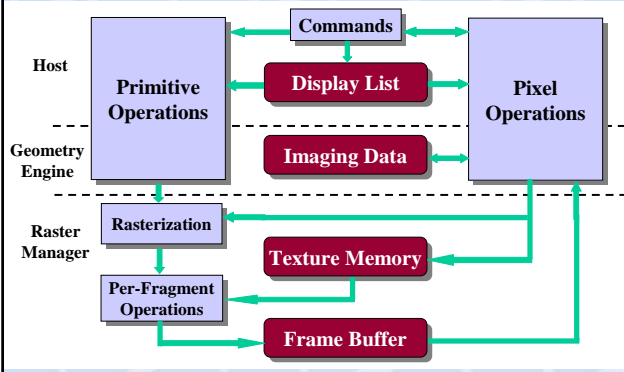 Commands
Host
Primitive
Operations
Display List
Pixel
Operations
Geometry
Engine
Imaging Data
Raster
Manager
Rasterization
Texture Memory
Per-Fragment
Operations
Frame Buffer